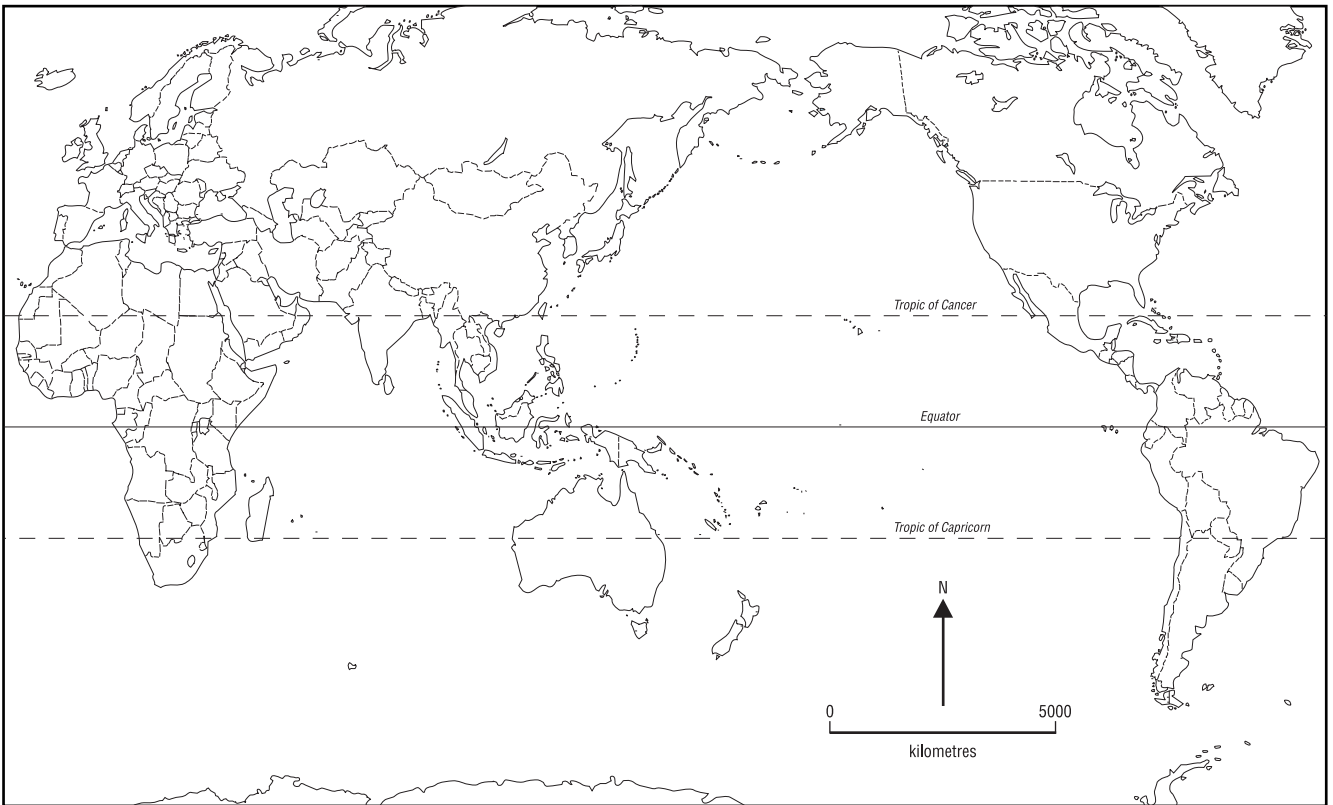 Tropic of Cancer
Equator
Tropic of Capricorn
N
0 5000
kilometres